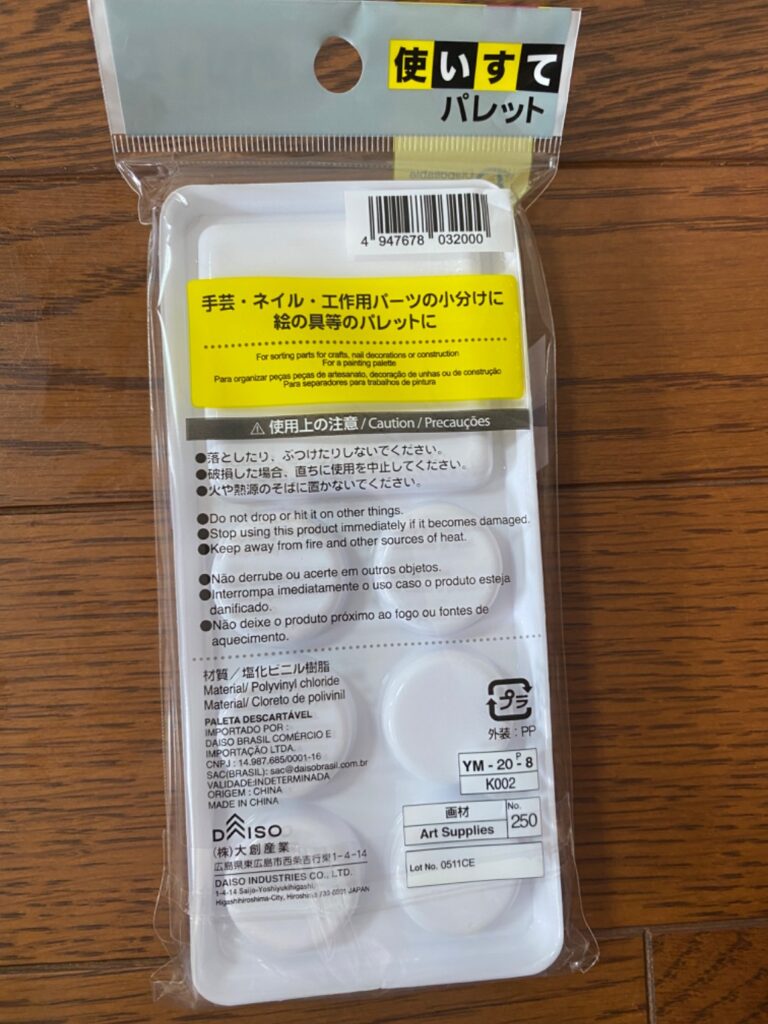 使いすて
パレット
4 947678 032000
手芸・ネイル・工作用パーツの小分けに
絵の具等のパレットに
For sorting parts for crafts, nail decorations or construction
For a painting palette
Para organizar peças peças de artesanato, decoração de unhas ou de construção
Para separadores para trabalhos de pintura
⚠ 使用上の注意 / Caution / Precauções
●落としたり、ぶつけたりしないでください。
●破損した場合、直ちに使用を中止してください。
●火や熱源のそばに置かないでください。
●Do not drop or hit it on other things.
●Stop using this product immediately if it becomes damaged.
●Keep away from fire and other sources of heat.
●Não derrube ou acerte em outros objetos.
●Interrompa imediatamente o uso caso o produto esteja
danificado.
●Não deixe o produto próximo ao fogo ou fontes de
aquecimento.
材質／塩化ビニル樹脂
Material/ Polyvinyl chloride
Material/ Cloreto de polivinil
PALETA DESCARTÁVEL
IMPORTADO POR :
DAISO BRASIL COMÉRCIO E
IMPORTAÇÃO LTDA.
CNPJ : 14.987.685/0001-16
SAC(BRASIL): sac@daisobrasil.com.br
VALIDADE:INDETERMINADA
ORIGEM : CHINA
MADE IN CHINA
プラ
外装：PP
YM - 20 P - 8
K002
画材
Art Supplies
No.
250
Lot No. 0511CE
DAISO
(株)大創産業
広島県東広島市西条吉行東1-4-14
DAISO INDUSTRIES CO., LTD.
1-4-14 Saijo-Yoshiyukihigashi,
Higashihiroshima-City, Hiroshima 739-8501 JAPAN